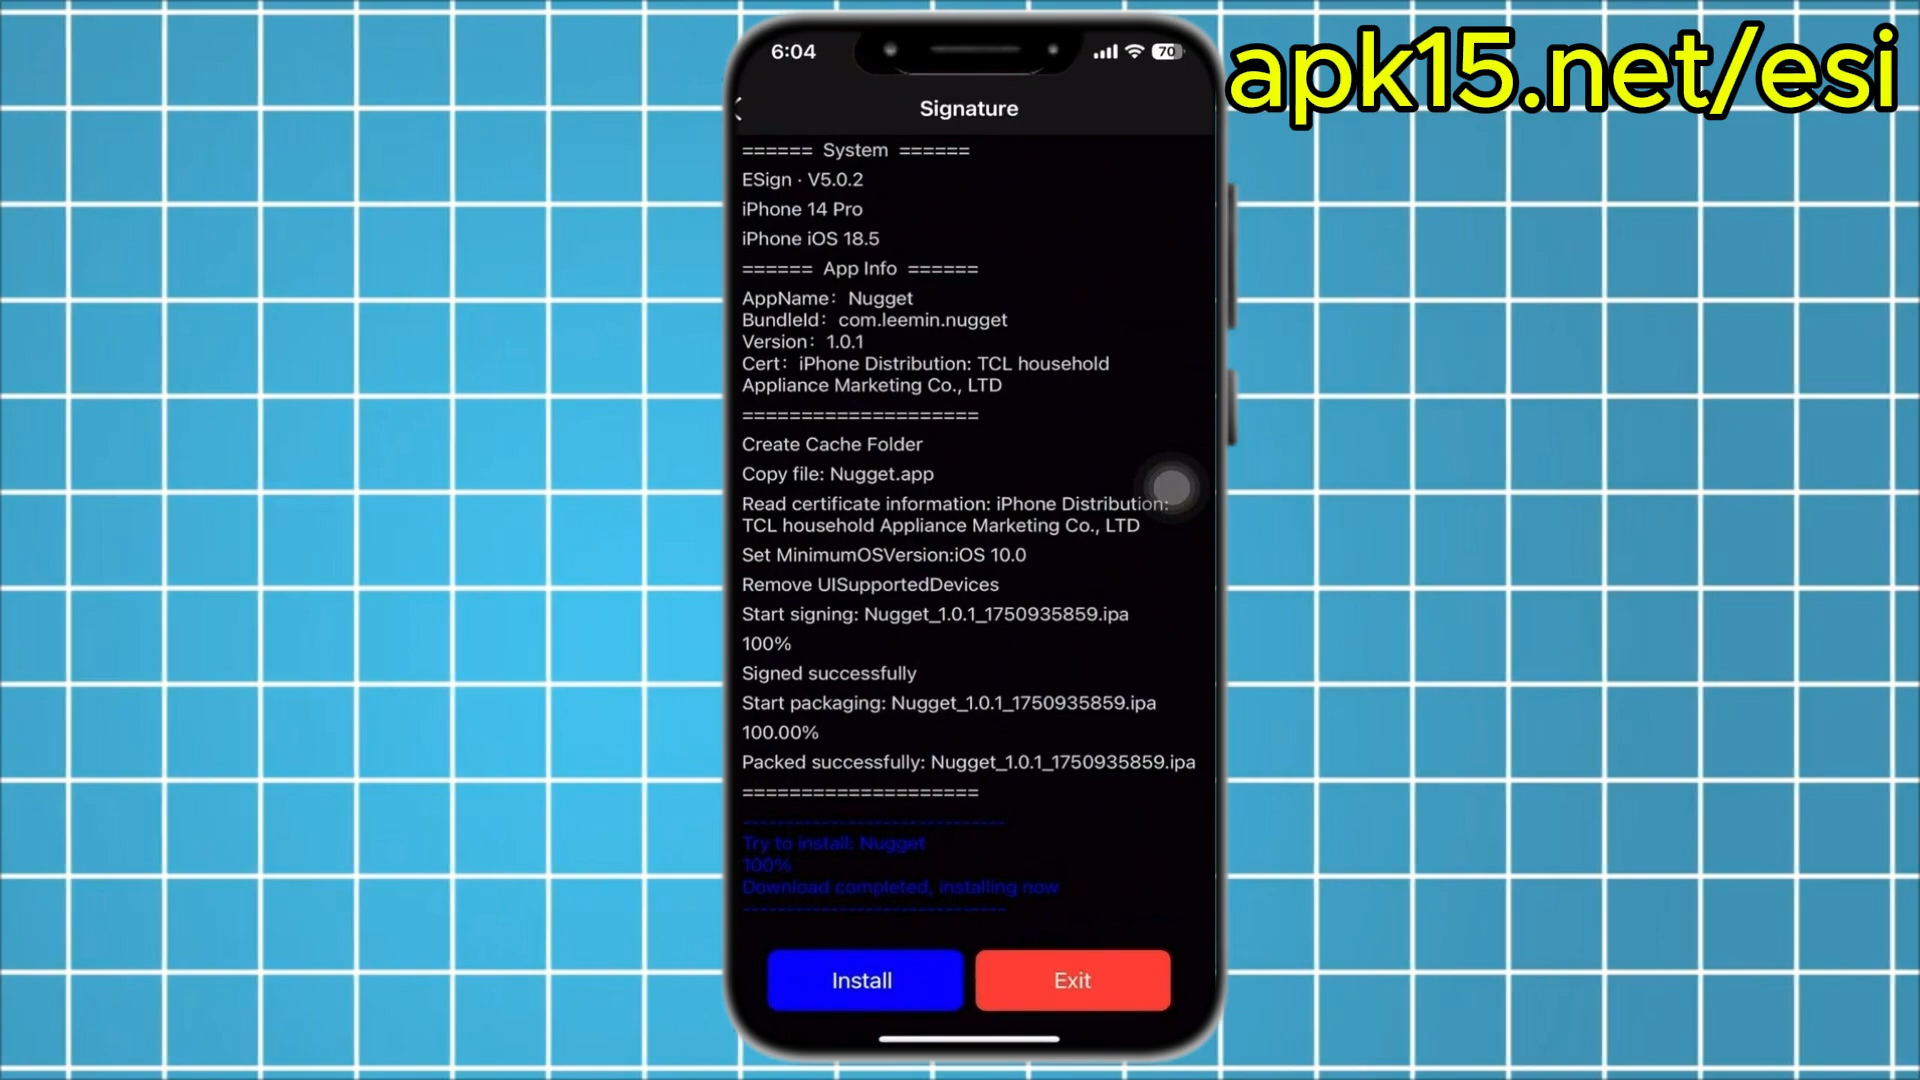 6:04
70
apk15.net/esi
Signature
====== System ======
ESign · V5.0.2
iPhone 14 Pro
iPhone iOS 18.5
====== App Info ======
AppName： Nugget
BundleId： com.leemin.nugget
Version： 1.0.1
Cert： iPhone Distribution: TCL household
Appliance Marketing Co., LTD
====================
Create Cache Folder
Copy file: Nugget.app
Read certificate information: iPhone Distribution:
TCL household Appliance Marketing Co., LTD
Set MinimumOSVersion:iOS 10.0
Remove UISupportedDevices
Start signing: Nugget_1.0.1_1750935859.ipa
100%
Signed successfully
Start packaging: Nugget_1.0.1_1750935859.ipa
100.00%
Packed successfully: Nugget_1.0.1_1750935859.ipa
====================
------------------------------
Try to install: Nugget
100%
Download completed, installing now
------------------------------
Install
Exit